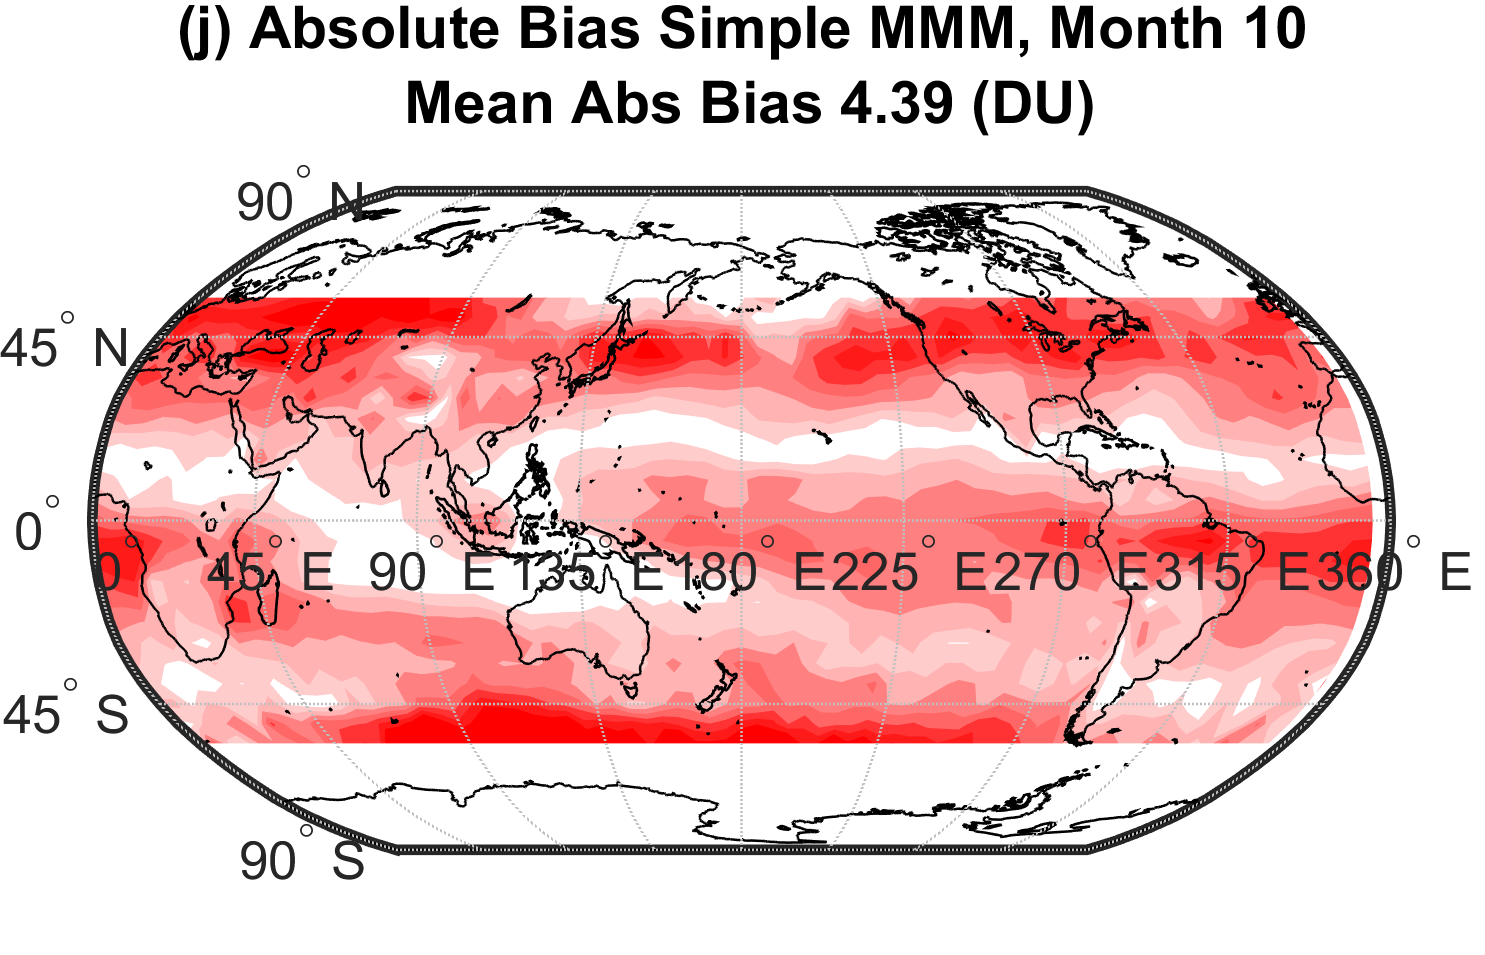 (j) Absolute Bias Simple MMM, Month 10
Mean Abs Bias 4.39 (DU)
90° N
45° N
0°
0° 45° E 90° E 135° E 180° E 225° E 270° E 315° E 360° E
45° S
90° S